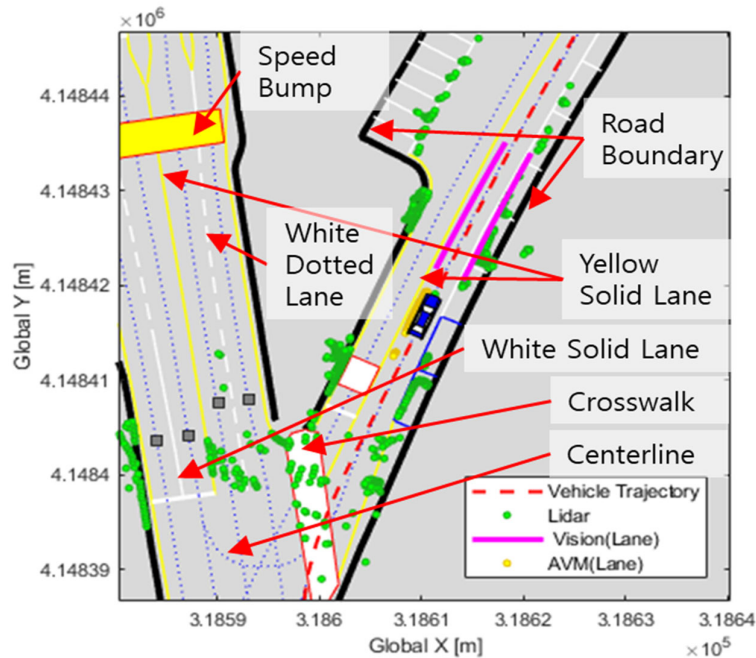 ×10⁶
Speed
Bump
4.14844
Road
Boundary
4.14843
White
Dotted
Lane
Yellow
Solid Lane
4.14842
Global Y [m]
White Solid Lane
4.14841
Crosswalk
Centerline
4.1484
Vehicle Trajectory
Lidar
Vision(Lane)
AVM(Lane)
4.14839
3.1859
3.186
3.1861
3.1862
3.1863
3.1864
Global X [m]
×10⁵